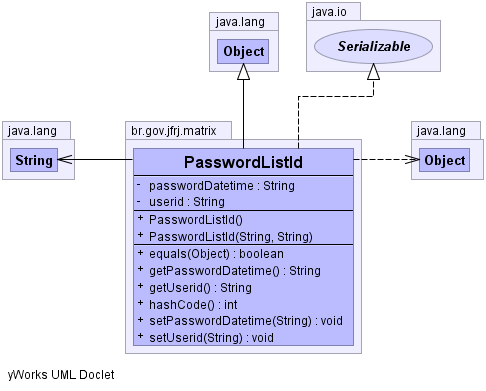 java.lang
Object
java.io
Serializable
java.lang
String
br.gov.jfrj.matrix
java.lang
Object
PasswordListId
- passwordDatetime : String
- userid : String
+ PasswordListId()
+ PasswordListId(String, String)
+ equals(Object) : boolean
+ getPasswordDatetime() : String
+ getUserid() : String
+ hashCode() : int
+ setPasswordDatetime(String) : void
+ setUserid(String) : void
yWorks UML Doclet